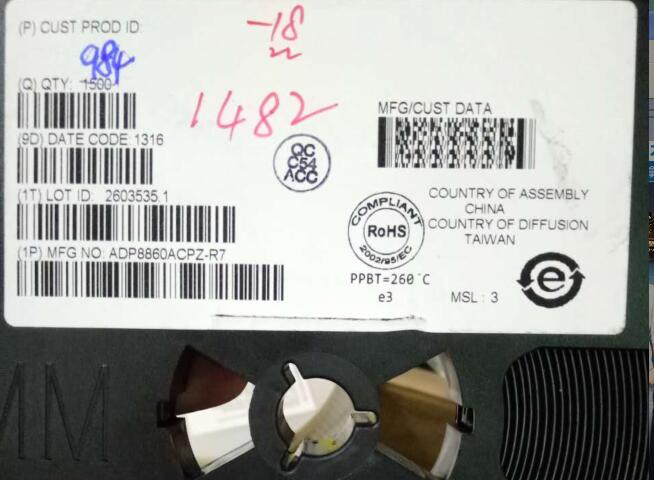 (P) CUST PROD ID:
-18
984
(Q) QTY: 1500
1482
MFG/CUST DATA
(9D) DATE CODE: 1316
QC
C54
ACC
(1T) LOT ID: 2603535.1
COUNTRY OF ASSEMBLY
CHINA
COUNTRY OF DIFFUSION
TAIWAN
COMPLIANT
RoHS
2002/95/EC
(1P) MFG NO: ADP8860ACPZ-R7
PPBT=260°C
e3
MSL : 3
e
MM